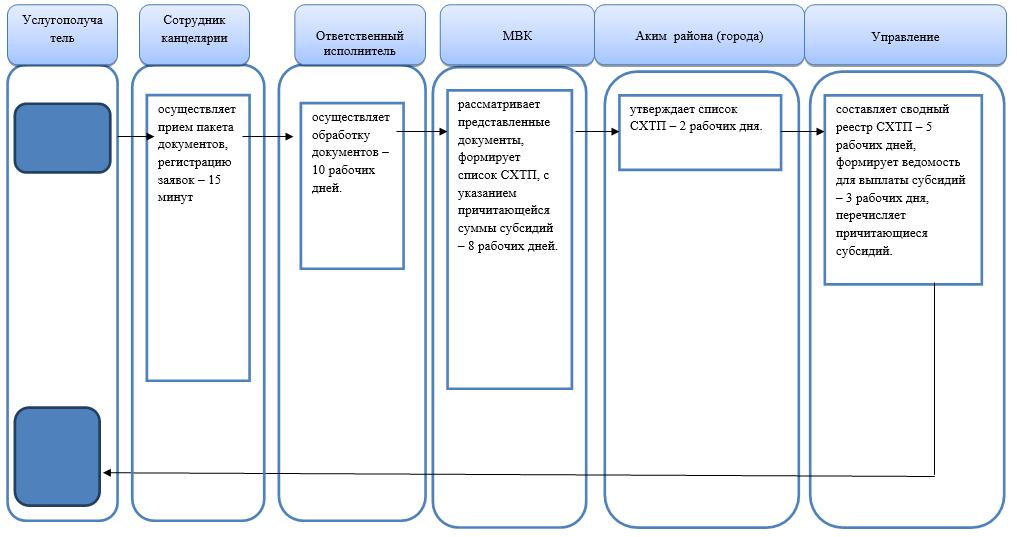 Услугополуча
тель
Сотрудник
канцелярии
Ответственный
исполнитель
МВК
Аким района (города)
Управление
осуществляет
прием пакета
документов,
регистрацию
заявок – 15
минут
осуществляет
обработку
документов –
10 рабочих
дней.
рассматривает
представленные
документы,
формирует
список СХТП, с
указанием
причитающейся
суммы субсидий
– 8 рабочих дней.
утверждает список
СХТП – 2 рабочих дня.
составляет сводный
реестр СХТП – 5
рабочих дней,
формирует ведомость
для выплаты субсидий
– 3 рабочих дня,
перечисляет
причитающиеся
субсидий.